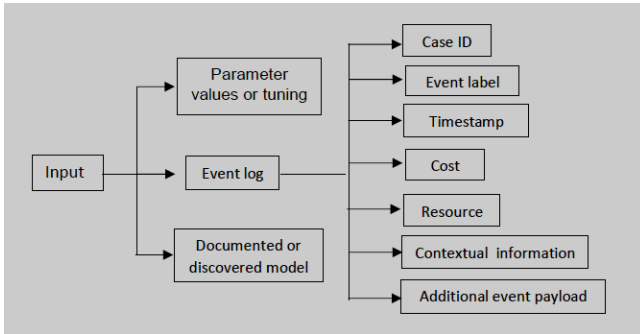 Input
Parameter
values or tuning
Event log
Documented or
discovered model
Case ID
Event label
Timestamp
Cost
Resource
Contextual information
Additional event payload